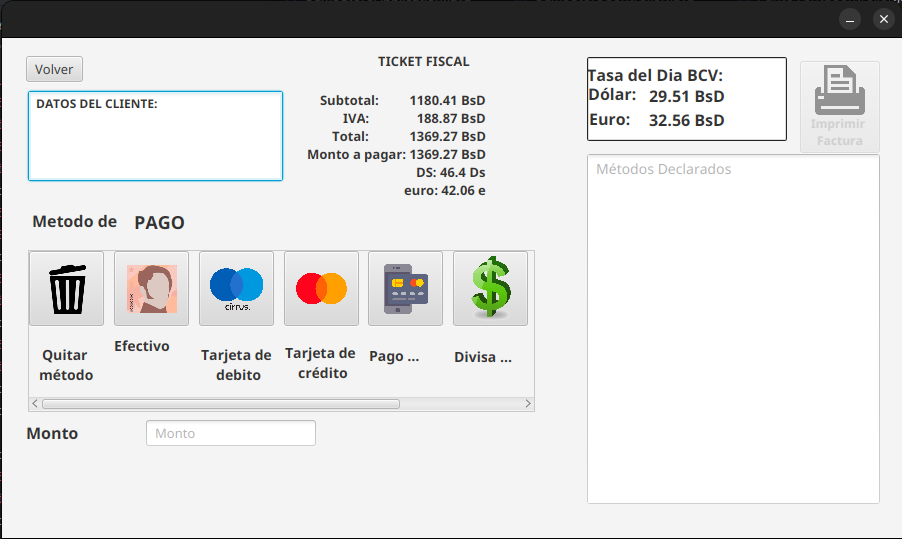 Volver
DATOS DEL CLIENTE:
TICKET FISCAL
Subtotal: 1180.41 BsD
IVA: 188.87 BsD
Total: 1369.27 BsD
Monto a pagar: 1369.27 BsD
DS: 46.4 Ds
euro: 42.06 e
Tasa del Dia BCV:
Dólar: 29.51 BsD
Euro: 32.56 BsD
Imprimir
Factura
Métodos Declarados
Metodo de PAGO
cirrus.
Quitar
método
Efectivo
Tarjeta de
debito
Tarjeta de
crédito
Pago ...
Divisa ...
Monto
Monto